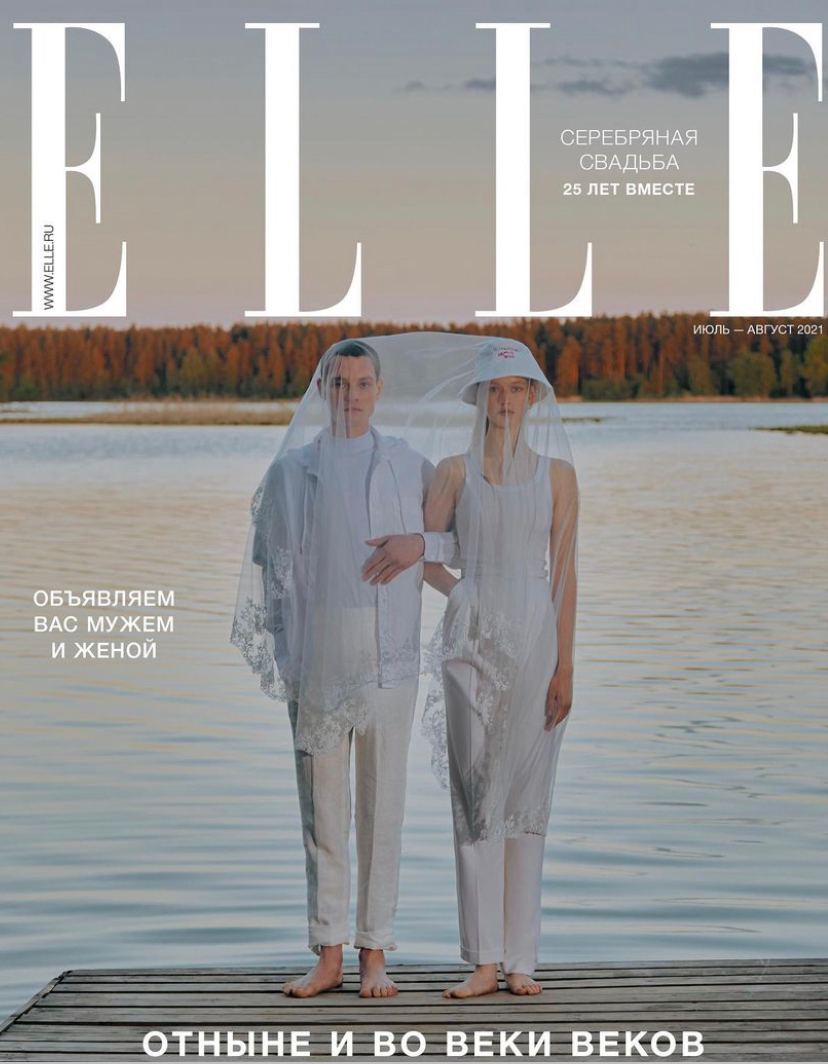 ELLE
WWW.ELLE.RU
СЕРЕБРЯНАЯ
СВАДЬБА
25 ЛЕТ ВМЕСТЕ
ИЮЛЬ — АВГУСТ 2021
ОБЪЯВЛЯЕМ
ВАС МУЖЕМ
И ЖЕНОЙ
ОТНЫНЕ И ВО ВЕКИ ВЕКОВ